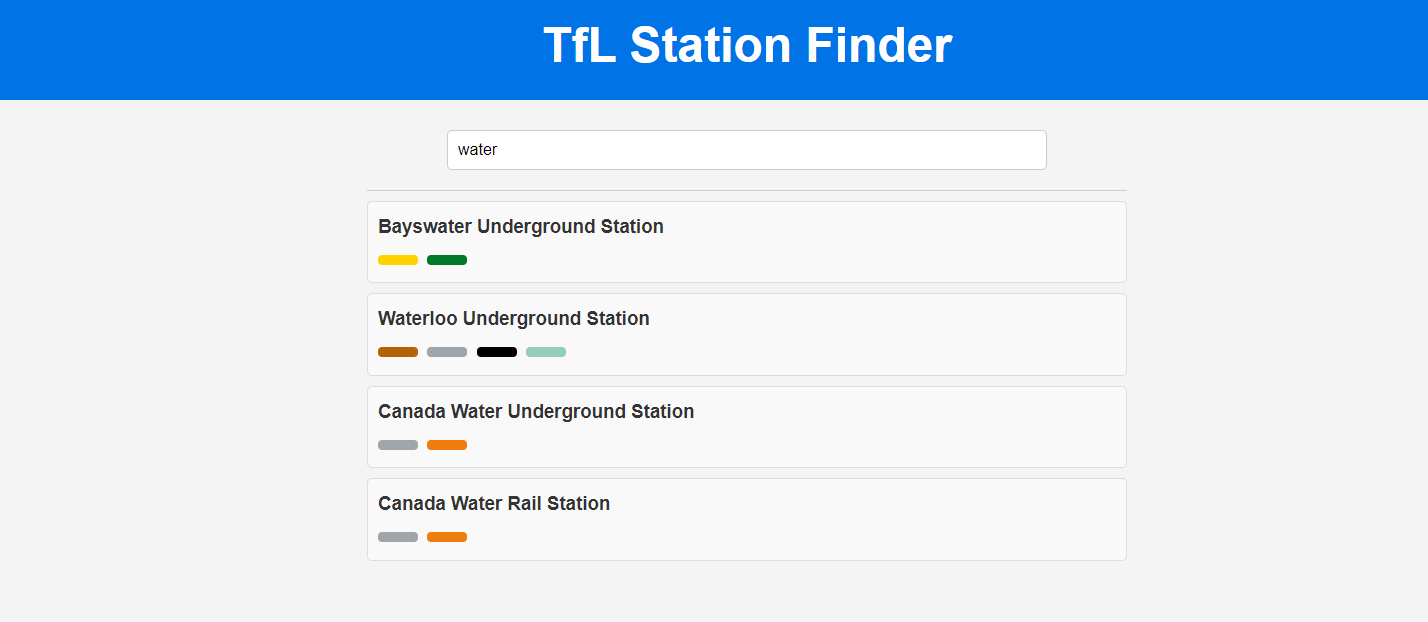 TfL Station Finder
water
Bayswater Underground Station
Waterloo Underground Station
Canada Water Underground Station
Canada Water Rail Station